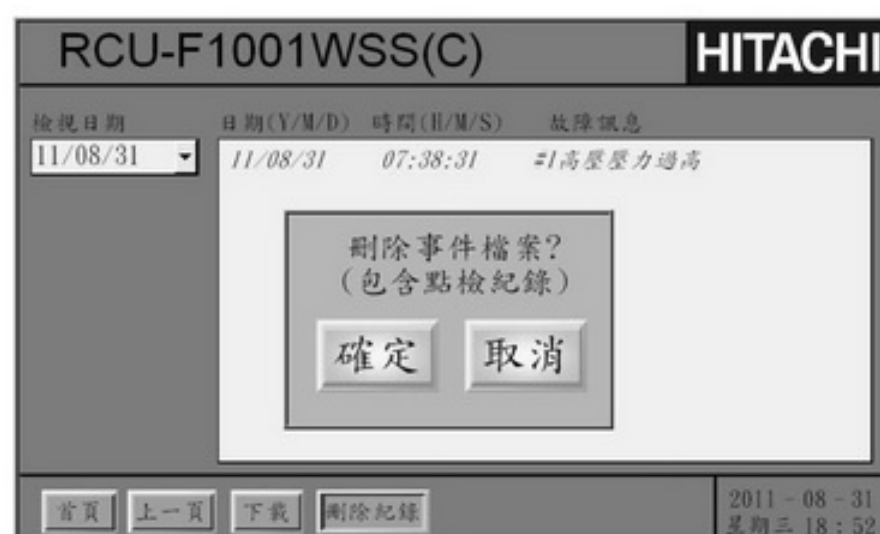 RCU-F1001WSS(C) HITACHI
檢視日期 日期(Y/M/D) 時間(H/M/S) 故障訊息
11/08/31 11/08/31 07:38:31 #1高壓壓力過高
刪除事件檔案?
(包含點檢紀錄)
確定 取消
首頁 上一頁 下載 刪除紀錄
2011-08-31
星期三 18:52